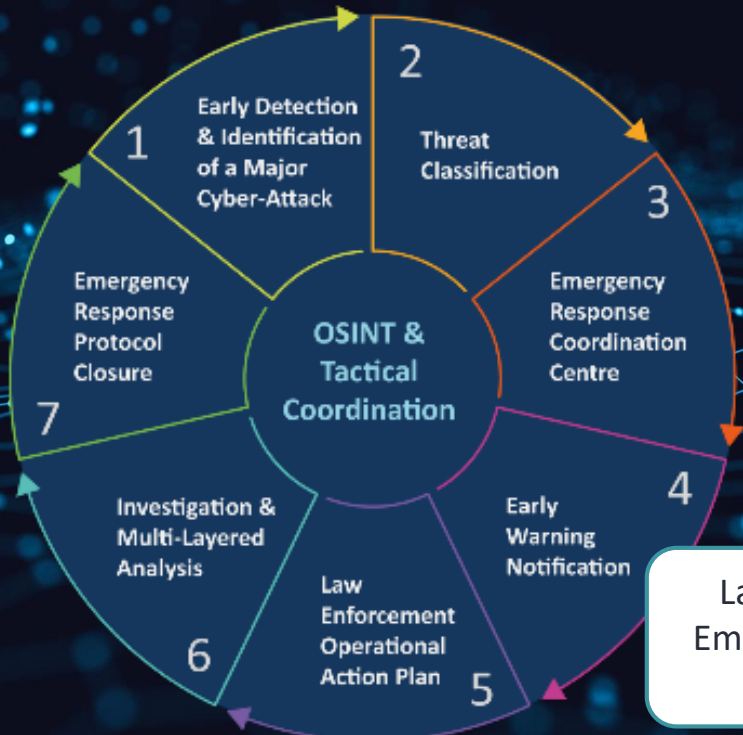 1
Early Detection
& Identification
of a Major
Cyber-Attack
2
Threat
Classification
3
Emergency
Response
Coordination
Centre
4
Early
Warning
Notification
5
Law
Enforcement
Operational
Action Plan
6
Investigation &
Multi-Layered
Analysis
7
Emergency
Response
Protocol
Closure
OSINT &
Tactical
Coordination